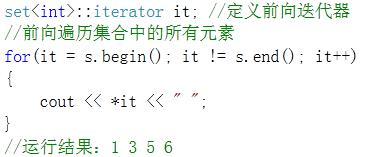 set<int>::iterator it; //定义前向迭代器
//前向遍历集合中的所有元素
for(it = s.begin(); it != s.end(); it++)
{
    cout << *it << " ";
}
//运行结果：1 3 5 6